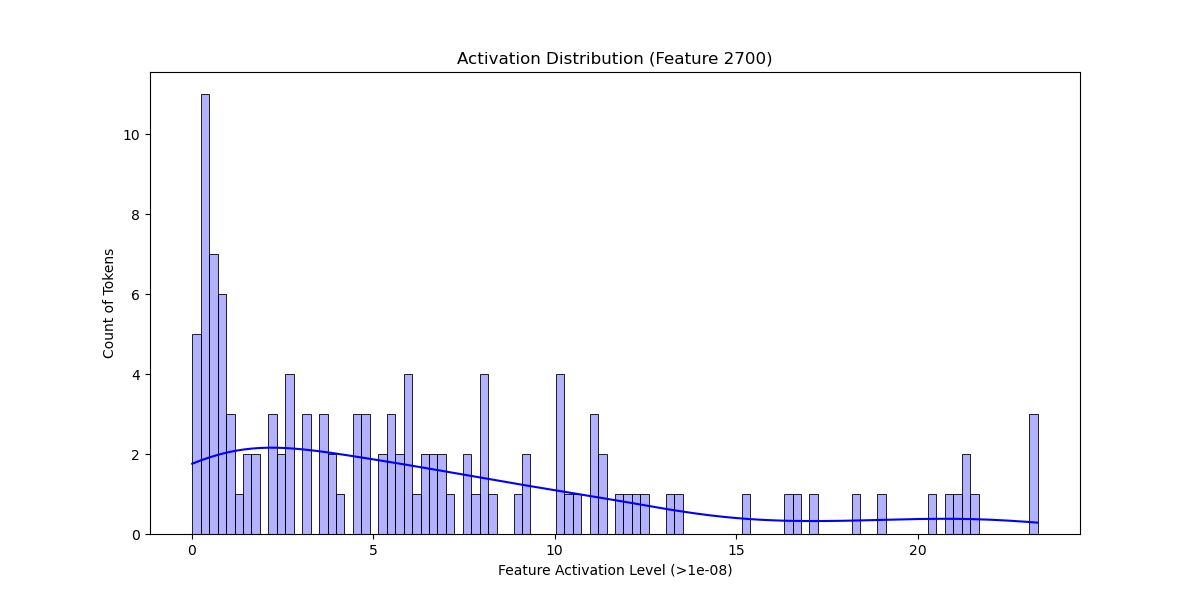 Activation Distribution (Feature 2700)
10
8
6
4
2
0
Count of Tokens
0 5 10 15 20
Feature Activation Level (>1e-08)